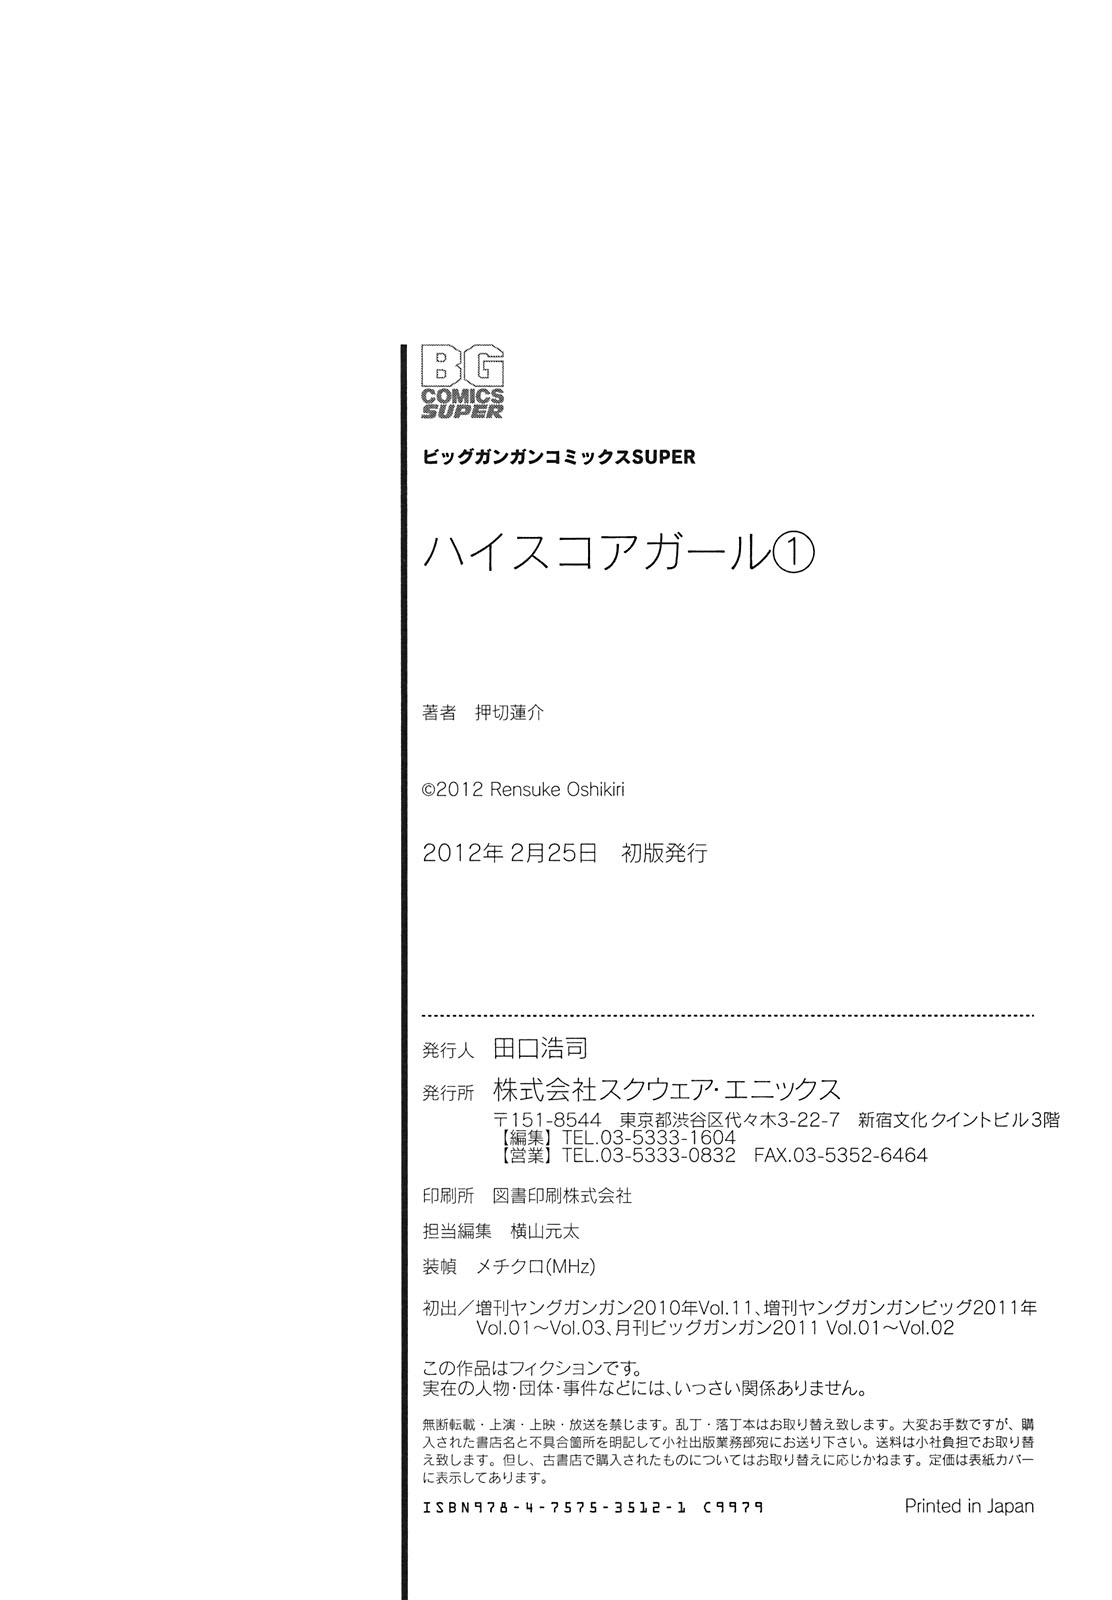 BG
COMICS
SUPER
ビッグガンガンコミックスSUPER
ハイスコアガール①
著者　押切蓮介
©2012 Rensuke Oshikiri
2012年 2月25日　初版発行
発行人　田口浩司
発行所　株式会社スクウェア・エニックス
〒151-8544　東京都渋谷区代々木3-22-7　新宿文化クイントビル3階
【編集】TEL.03-5333-1604
【営業】TEL.03-5333-0832　FAX.03-5352-6464
印刷所　図書印刷株式会社
担当編集　横山元太
装幀　メチクロ(MHz)
初出／増刊ヤングガンガン2010年Vol.11、増刊ヤングガンガンビッグ2011年
Vol.01〜Vol.03、月刊ビッグガンガン2011 Vol.01〜Vol.02
この作品はフィクションです。
実在の人物・団体・事件などには、いっさい関係ありません。
無断転載・上演・上映・放送を禁じます。乱丁・落丁本はお取り替え致します。大変お手数ですが、購
入された書店名と不具合箇所を明記して小社出版業務部宛にお送り下さい。送料は小社負担でお取り替
え致します。但し、古書店で購入されたものについてはお取り替えに応じかねます。定価は表紙カバー
に表示してあります。
ISBN978-4-7575-3512-1　C9979
Printed in Japan